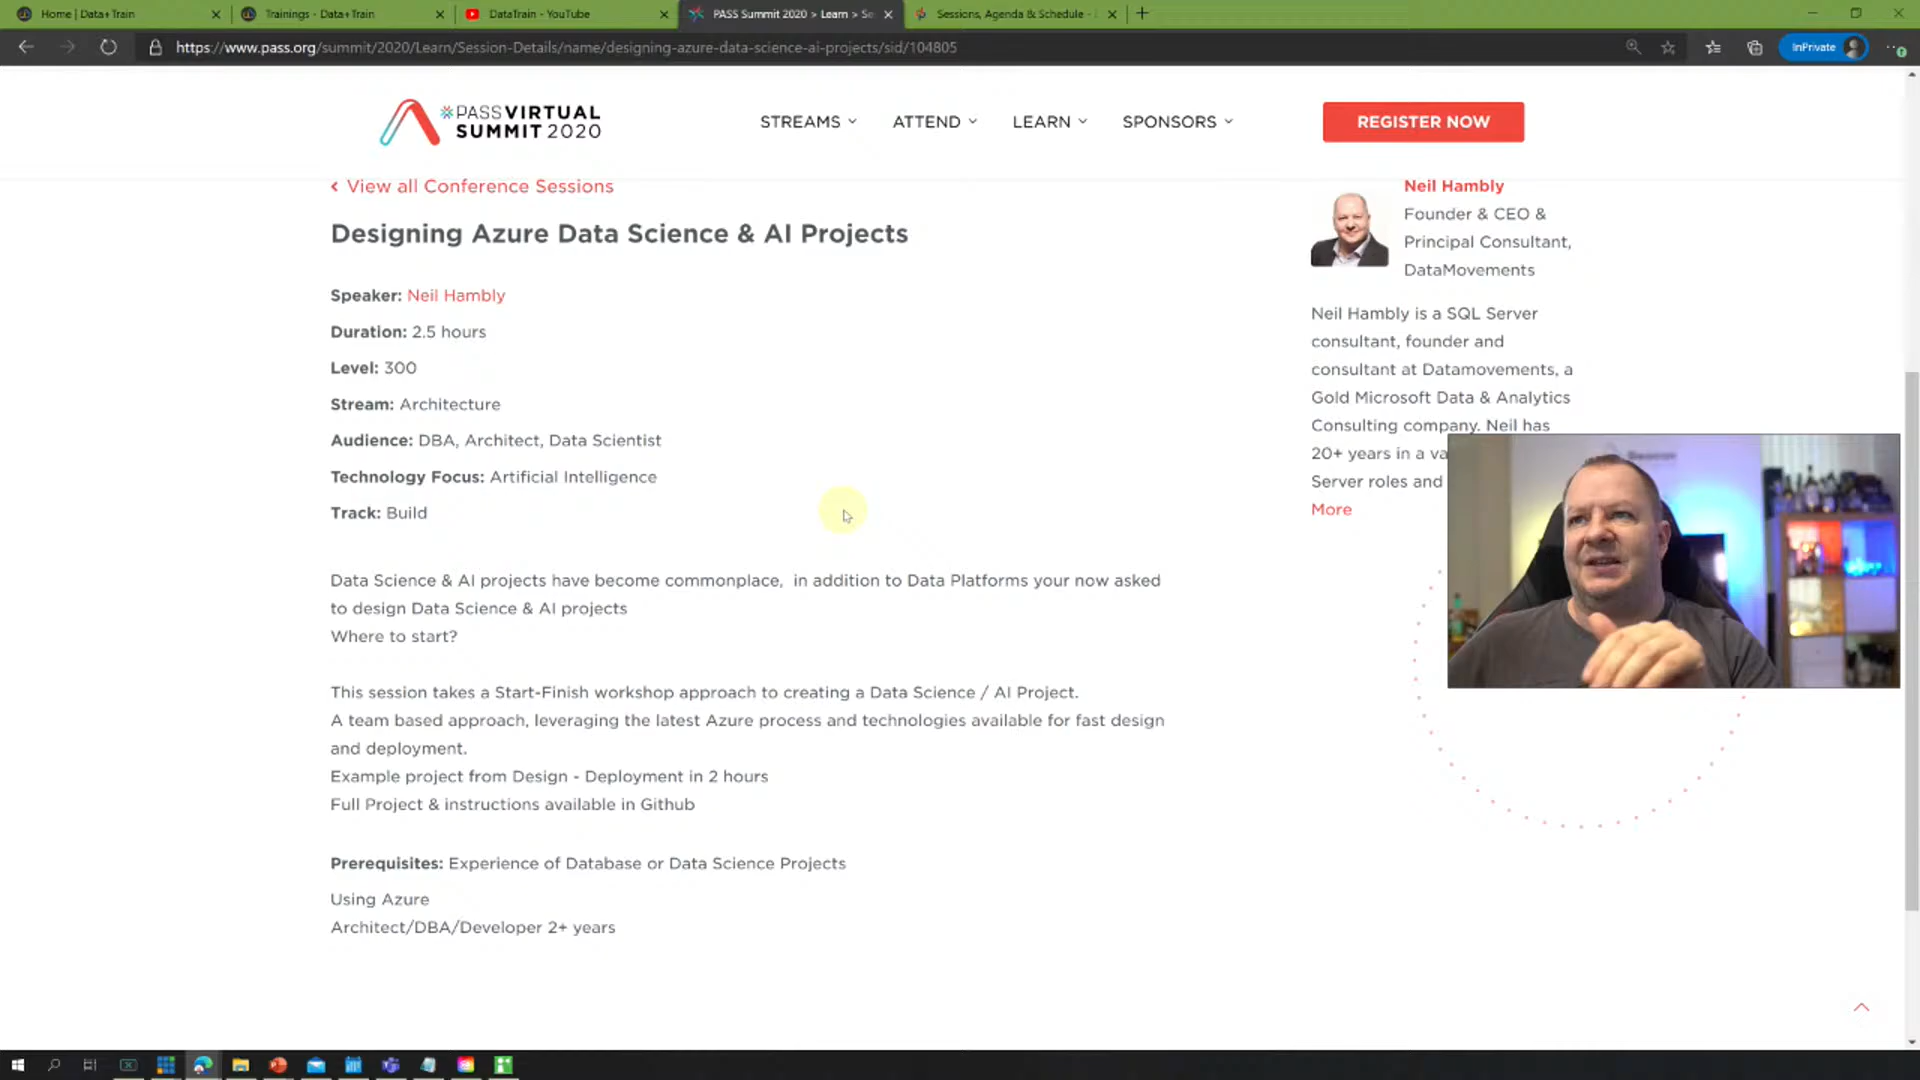 Home | Data+Train
Trainings - Data+Train
DataTrain - YouTube
PASS Summit 2020 > Learn > Se
Sessions, Agenda & Schedule -
https://www.pass.org/summit/2020/Learn/Session-Details/name/designing-azure-data-science-ai-projects/sid/104805
InPrivate
PASS VIRTUAL
SUMMIT 2020
STREAMS
ATTEND
LEARN
SPONSORS
REGISTER NOW
View all Conference Sessions
Designing Azure Data Science & AI Projects
Speaker: Neil Hambly
Duration: 2.5 hours
Level: 300
Stream: Architecture
Audience: DBA, Architect, Data Scientist
Technology Focus: Artificial Intelligence
Track: Build
Data Science & AI projects have become commonplace, in addition to Data Platforms your now asked
to design Data Science & AI projects
Where to start?
This session takes a Start-Finish workshop approach to creating a Data Science / AI Project.
A team based approach, leveraging the latest Azure process and technologies available for fast design
and deployment.
Example project from Design - Deployment in 2 hours
Full Project & instructions available in Github
Prerequisites: Experience of Database or Data Science Projects
Using Azure
Architect/DBA/Developer 2+ years
Neil Hambly
Founder & CEO &
Principal Consultant,
DataMovements
Neil Hambly is a SQL Server
consultant, founder and
consultant at Datamovements, a
Gold Microsoft Data & Analytics
Consulting company. Neil has
20+ years in a va
Server roles and
More